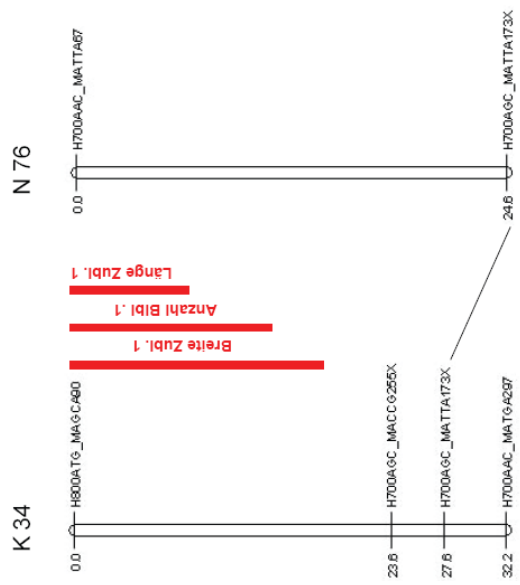 K 34
0.0 H800ATG_MAGCA90
23.6 H700AGC_MACCG255X
27.6 H700AGC_MATTA173X
32.2 H700AAC_MATGA297
Breite Zubl. 1
Anzahl Blbl. 1
Länge Zubl. 1
N 76
0.0 H700AAC_MATTA67
24.6 H700AGC_MATTA173X